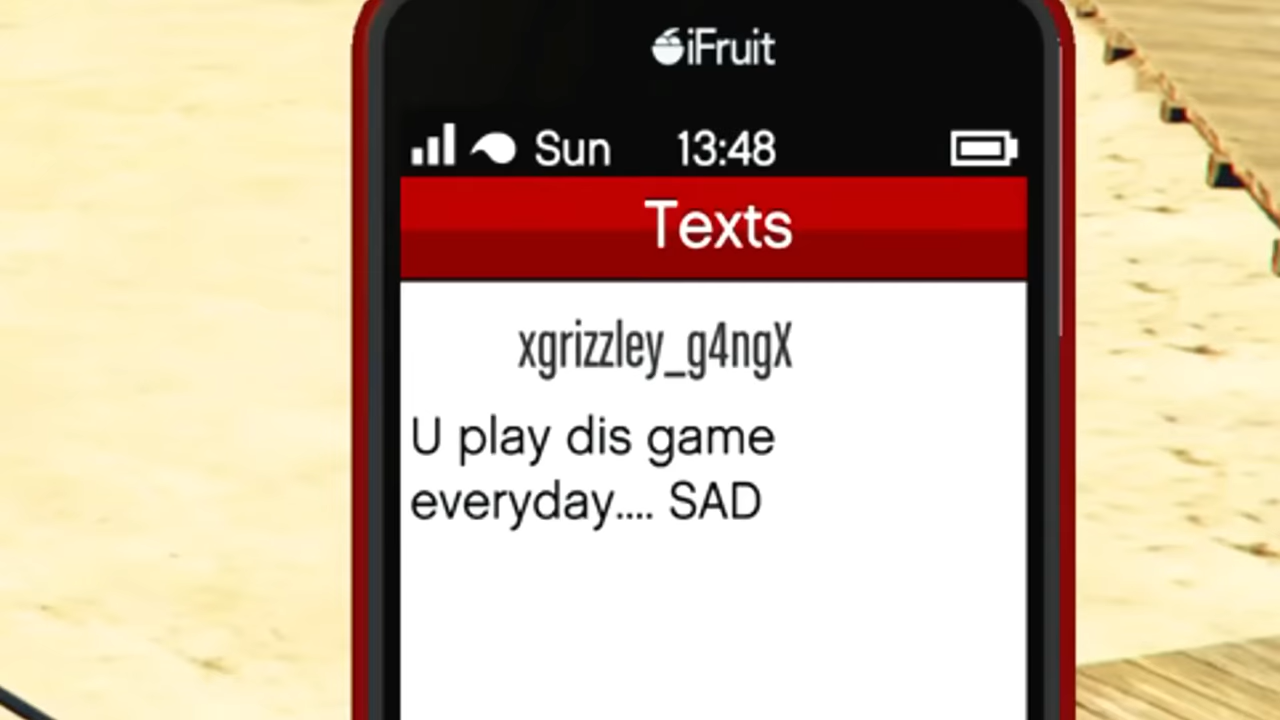 iFruit
Sun 13:48
Texts
xgrizzley_g4ngX
U play dis game
everyday.... SAD